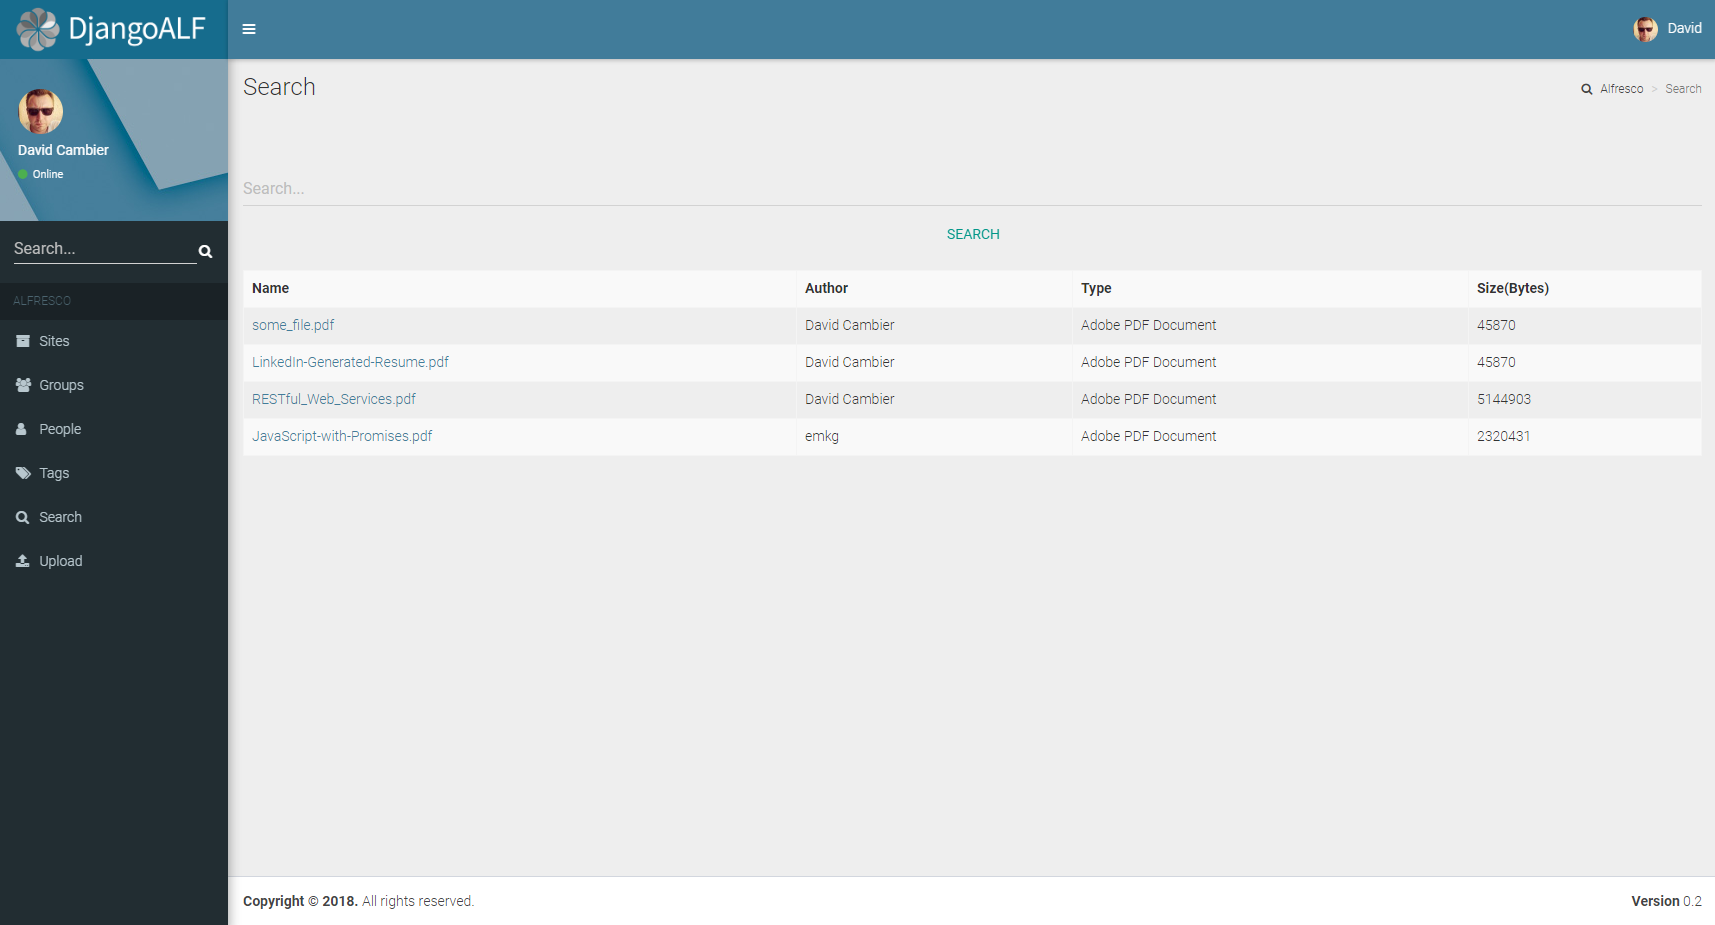 DjangoALF
David
David Cambier
Online
Search...
ALFRESCO
Sites
Groups
People
Tags
Search
Upload
Search
Alfresco > Search
Search...
SEARCH
Name Author Type Size(Bytes)
some_file.pdf David Cambier Adobe PDF Document 45870
LinkedIn-Generated-Resume.pdf David Cambier Adobe PDF Document 45870
RESTful_Web_Services.pdf David Cambier Adobe PDF Document 5144903
JavaScript-with-Promises.pdf emkg Adobe PDF Document 2320431
Copyright © 2018. All rights reserved.
Version 0.2